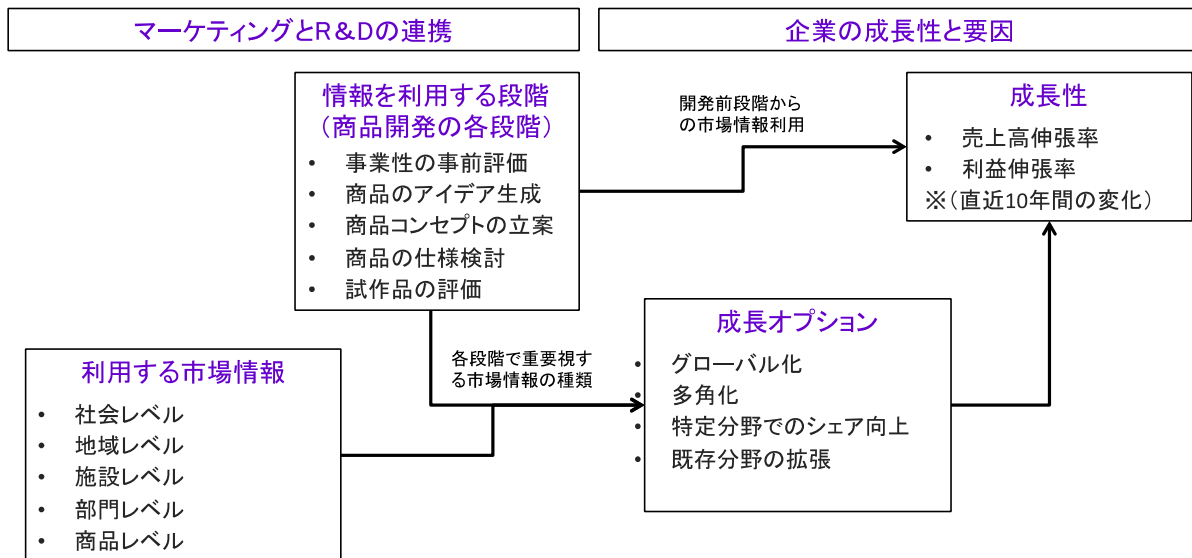 マーケティングとR&Dの連携
企業の成長性と要因
情報を利用する段階
(商品開発の各段階)
• 事業性の事前評価
• 商品のアイデア生成
• 商品コンセプトの立案
• 商品の仕様検討
• 試作品の評価
開発前段階から
の市場情報利用
成長性
• 売上高伸張率
• 利益伸張率
※(直近10年間の変化)
利用する市場情報
• 社会レベル
• 地域レベル
• 施設レベル
• 部門レベル
• 商品レベル
各段階で重要視す
る市場情報の種類
成長オプション
• グローバル化
• 多角化
• 特定分野でのシェア向上
• 既存分野の拡張